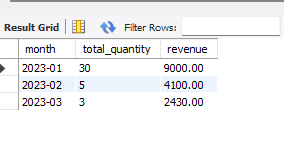 Result Grid Filter Rows:
month total_quantity revenue
2023-01 30 9000.00
2023-02 5 4100.00
2023-03 3 2430.00